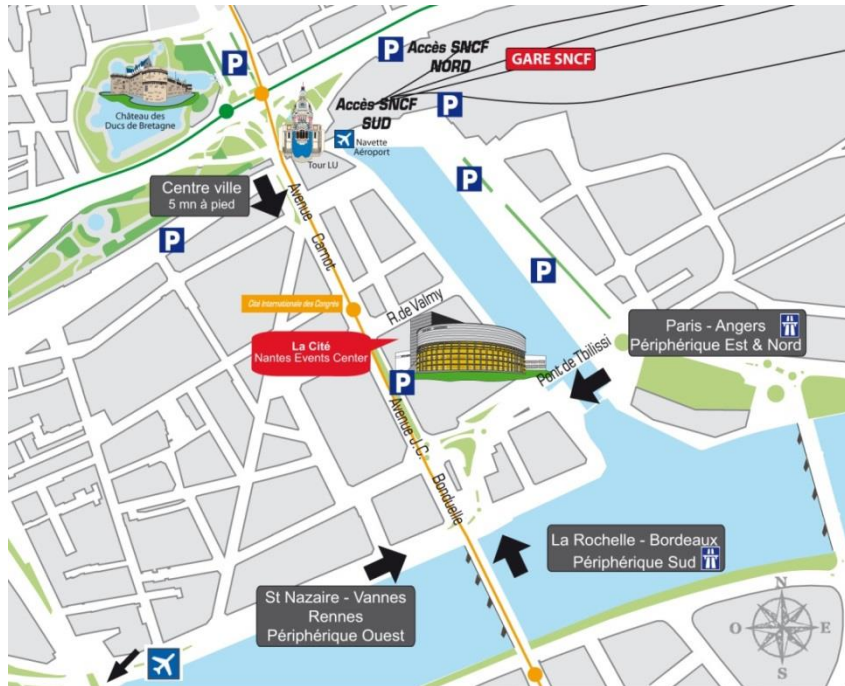 P
Accès SNCF
NORD
GARE SNCF
P
Château des
Ducs de Bretagne
Accès SNCF
SUD
P
Navette
Aéroport
Tour LU
Centre ville
5 mn à pied
P
P
Avenue Carnot
P
Cité Internationale des Congrès
R.de Valmy
La Cité
Nantes Events Center
Paris - Angers
Périphérique Est & Nord
Pont de Tbilissi
P
Avenue J.C. Bonduelle
La Rochelle - Bordeaux
Périphérique Sud
St Nazaire - Vannes
Rennes
Périphérique Ouest
N
O
E
S